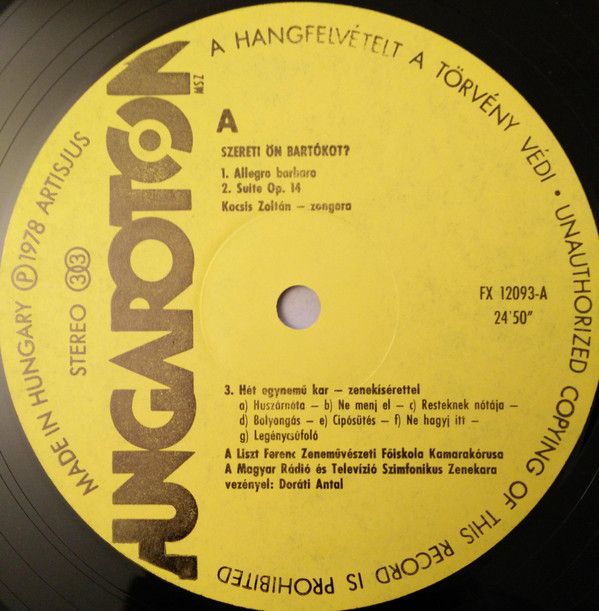 MADE IN HUNGARY Ⓟ 1978 ARTISJUS
A HANGFELVÉTELT A TÖRVÉNY VÉDI • UNAUTHORIZED COPYING OF THIS RECORD IS PROHIBITED
STEREO 33
HUNGAROTON
MSZ
A
SZERETI ÖN BARTÓKOT?
1. Allegro barbaro
2. Suite Op. 14
Kocsis Zoltán – zongora
FX 12093-A
24'50"
3. Hét egynemű kar – zenekísérettel
a) Huszárnóta – b) Ne menj el – c) Resteknek nótája –
d) Bolyongás – e) Cipósütés – f) Ne hagyj itt –
g) Legénycsúfoló
A Liszt Ferenc Zeneművészeti Főiskola Kamarakórusa
A Magyar Rádió és Televízió Szimfonikus Zenekara
vezényel: Doráti Antal